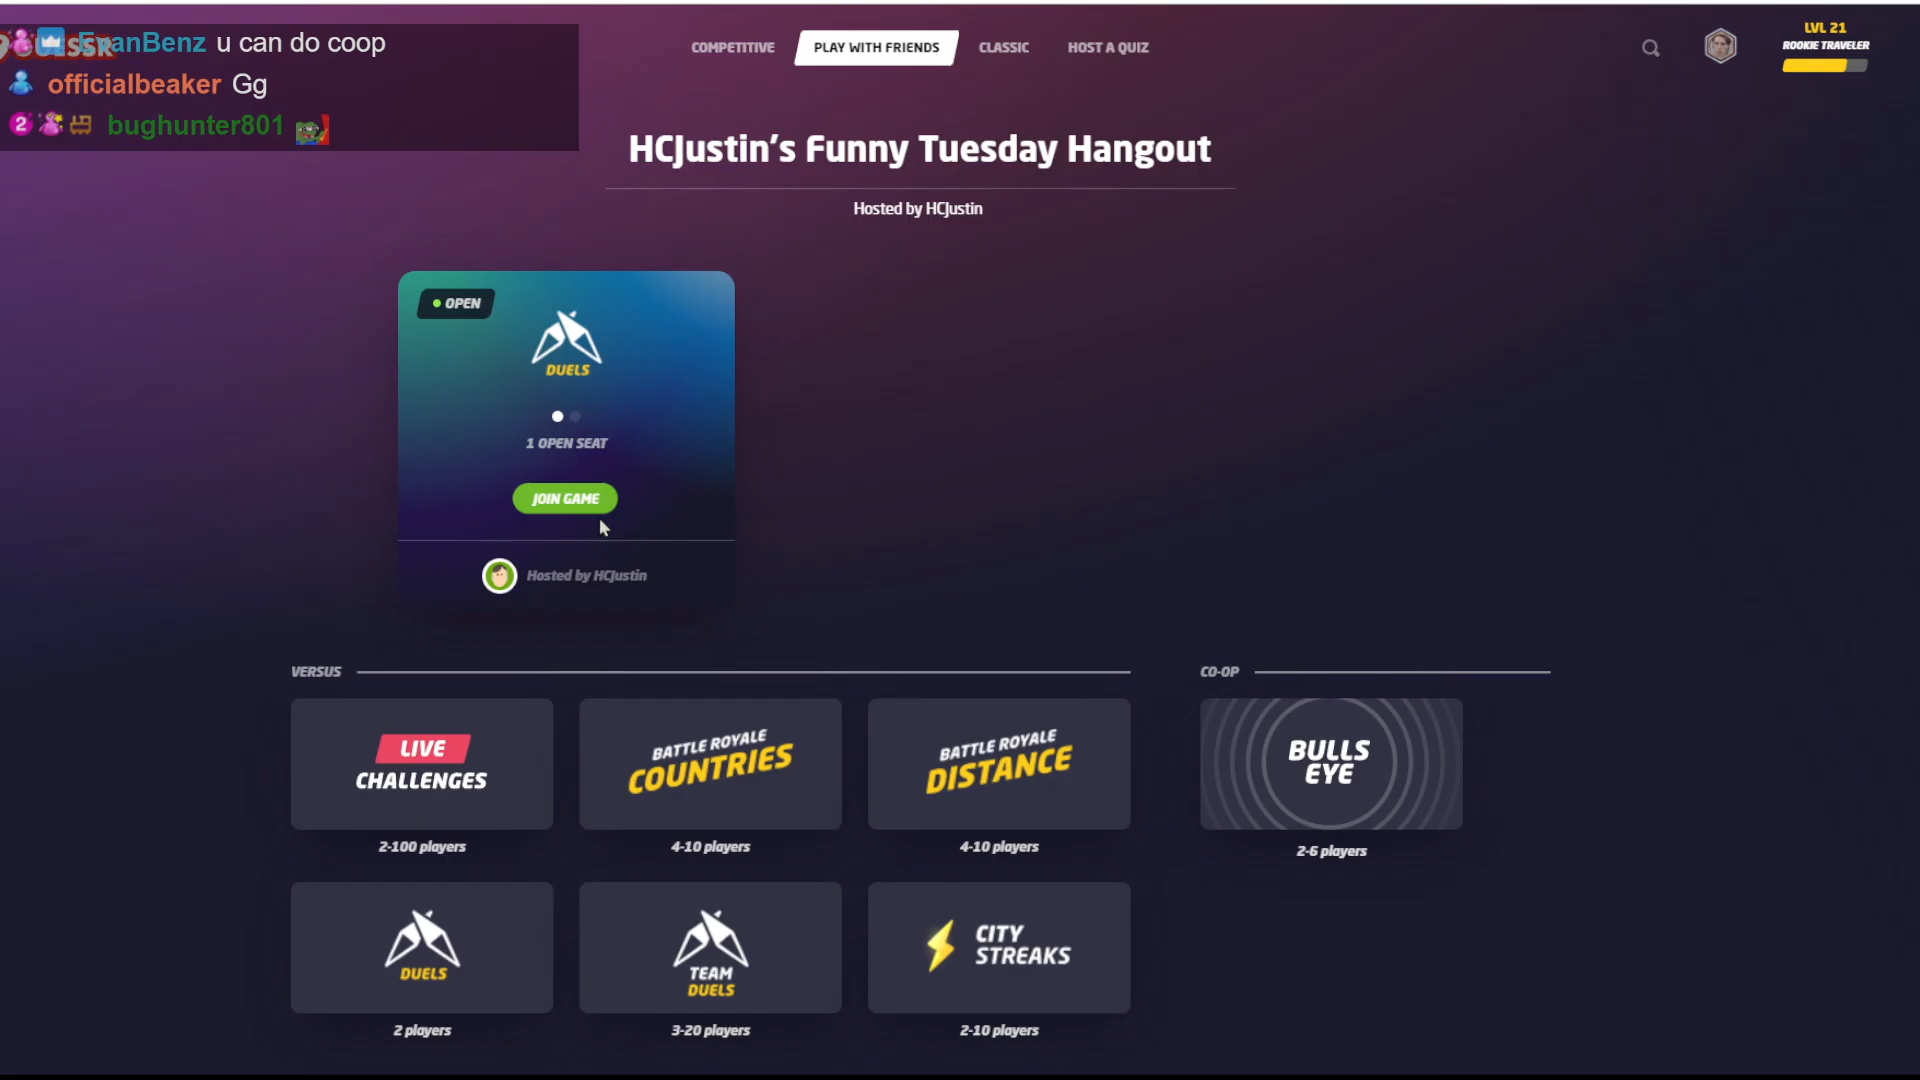 EvanBenz u can do coop
officialbeaker Gg
2 bughunter801
COMPETITIVE
PLAY WITH FRIENDS
CLASSIC
HOST A QUIZ
LVL 21
ROOKIE TRAVELER
HCJustin's Funny Tuesday Hangout
Hosted by HCJustin
OPEN
DUELS
1 OPEN SEAT
JOIN GAME
Hosted by HCJustin
VERSUS
LIVE
CHALLENGES
2-100 players
BATTLE ROYALE
COUNTRIES
4-10 players
BATTLE ROYALE
DISTANCE
4-10 players
DUELS
2 players
TEAM
DUELS
3-20 players
CITY
STREAKS
2-10 players
CO-OP
BULLS
EYE
2-6 players